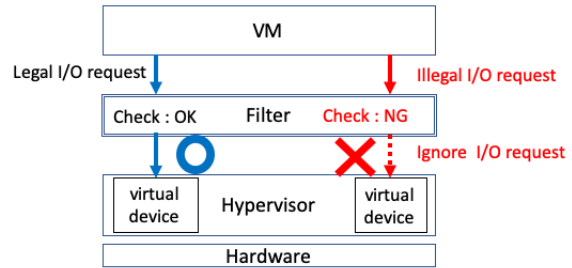 VM
Legal I/O request
Illegal I/O request
Check : OK Filter Check : NG
Ignore I/O request
virtual
device
Hypervisor
virtual
device
Hardware